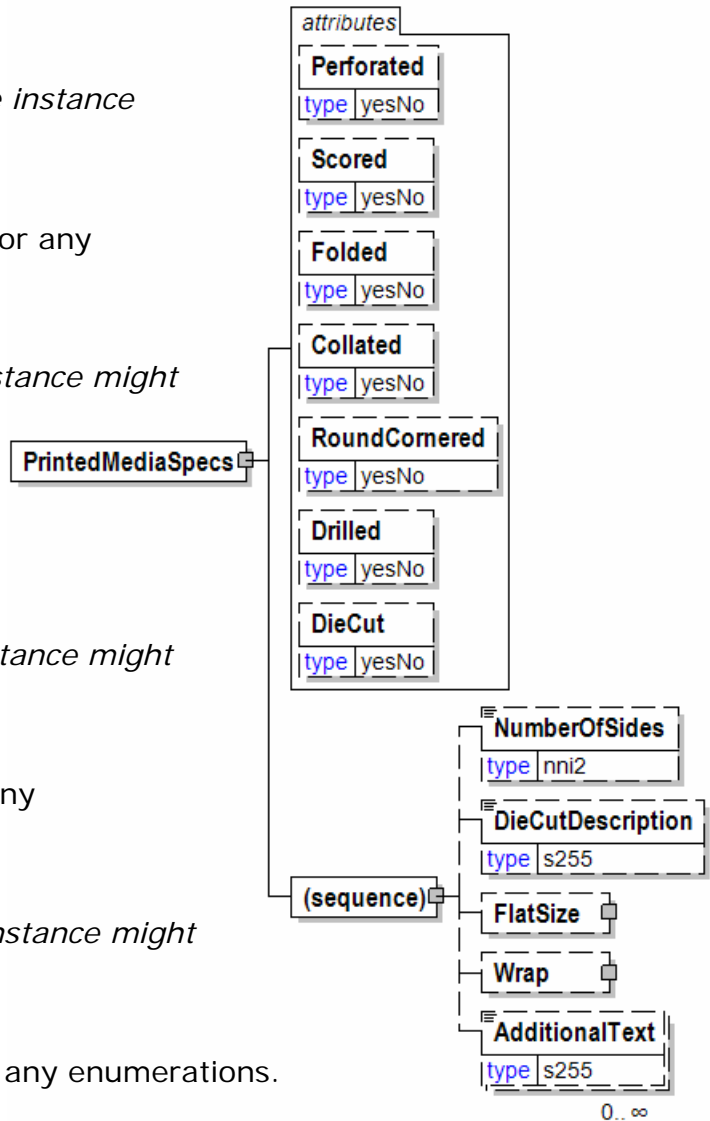 attributes
Perforated
type yesNo
e instance
Scored
type yesNo
or any
Folded
type yesNo
Collated
stance might
type yesNo
RoundCornered
PrintedMediaSpecs
type yesNo
Drilled
type yesNo
DieCut
tance might
type yesNo
NumberOfSides
type nni2
ny
DieCutDescription
type s255
(sequence)
FlatSize
nstance might
Wrap
AdditionalText
any enumerations.
type s255
0.. ∞